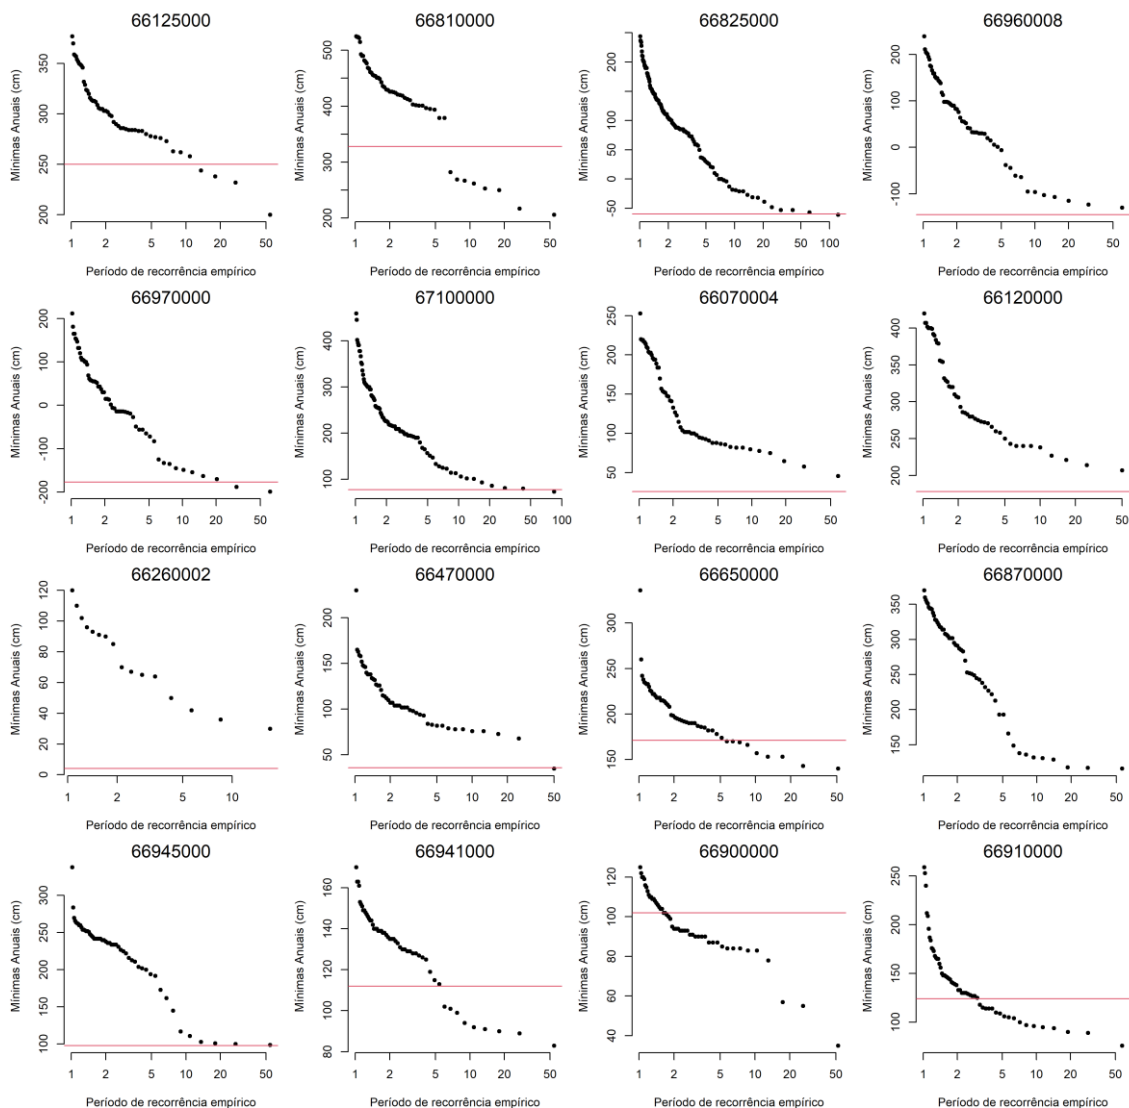 66125000
Mínimas Anuais (cm)
200 250 300 350
1 2 5 10 20 50
Período de recorrência empírico
66810000
Mínimas Anuais (cm)
200 300 400 500
1 2 5 10 20 50
Período de recorrência empírico
66825000
Mínimas Anuais (cm)
-50 0 50 100 200
1 2 5 10 20 50 100
Período de recorrência empírico
66960008
Mínimas Anuais (cm)
-100 0 100 200
1 2 5 10 20 50
Período de recorrência empírico
66970000
Mínimas Anuais (cm)
-200 -100 0 100 200
1 2 5 10 20 50
Período de recorrência empírico
67100000
Mínimas Anuais (cm)
100 200 300 400
1 2 5 10 20 50 100
Período de recorrência empírico
66070004
Mínimas Anuais (cm)
50 100 150 200 250
1 2 5 10 20 50
Período de recorrência empírico
66120000
Mínimas Anuais (cm)
200 250 300 350 400
1 2 5 10 20 50
Período de recorrência empírico
66260002
Mínimas Anuais (cm)
0 20 40 60 80 100 120
1 2 5 10
Período de recorrência empírico
66470000
Mínimas Anuais (cm)
50 100 150 200
1 2 5 10 20 50
Período de recorrência empírico
66650000
Mínimas Anuais (cm)
150 200 250 300
1 2 5 10 20 50
Período de recorrência empírico
66870000
Mínimas Anuais (cm)
150 200 250 300 350
1 2 5 10 20 50
Período de recorrência empírico
66945000
Mínimas Anuais (cm)
100 150 200 250 300
1 2 5 10 20 50
Período de recorrência empírico
66941000
Mínimas Anuais (cm)
80 100 120 140 160
1 2 5 10 20 50
Período de recorrência empírico
66900000
Mínimas Anuais (cm)
40 60 80 100 120
1 2 5 10 20 50
Período de recorrência empírico
66910000
Mínimas Anuais (cm)
100 150 200 250
1 2 5 10 20 50
Período de recorrência empírico